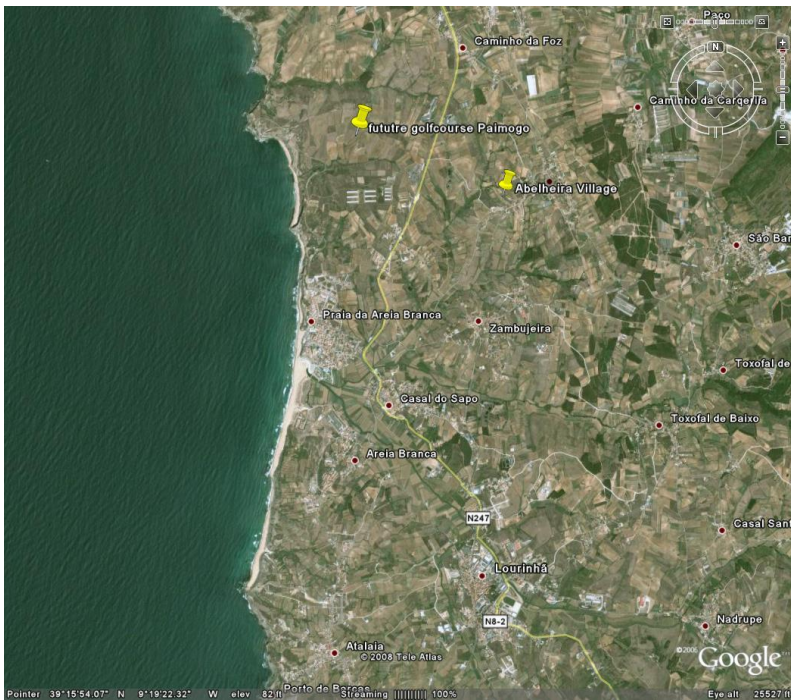 Paço
Caminho da Foz
N
Caminho da Carqerija
fututre golfcourse Paimogo
Abelheira Village
São Bar
Praia da Areia Branca
Zambujeira
Toxofal de
Casal do Sapo
Toxofal de Baixo
Areia Branca
N247
Casal Sant
Lourinhã
N8-2
Nadrupe
Atalaia
© 2008 Tele Atlas
©2006 Google™
Porto de Barcas
Pointer 39°15'54.07" N 9°19'22.32" W elev 82 ft Streaming |||||||||| 100% Eye alt 25527 ft